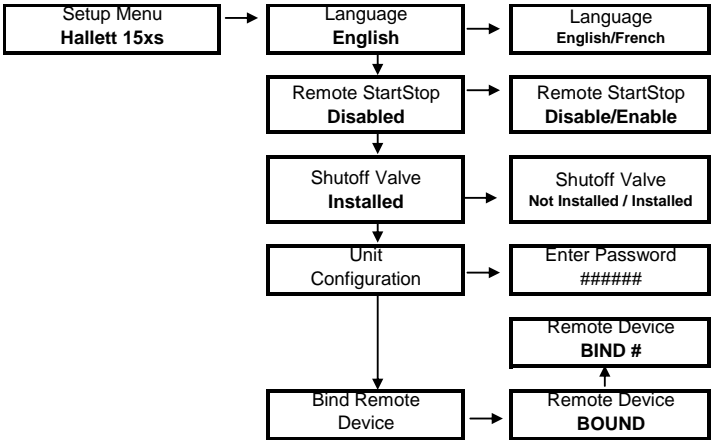 Setup Menu
Hallett 15xs
Language
English
Language
English/French
Remote StartStop
Disabled
Remote StartStop
Disable/Enable
Shutoff Valve
Installed
Shutoff Valve
Not Installed / Installed
Unit
Configuration
Enter Password
######
Remote Device
BIND #
Bind Remote
Device
Remote Device
BOUND